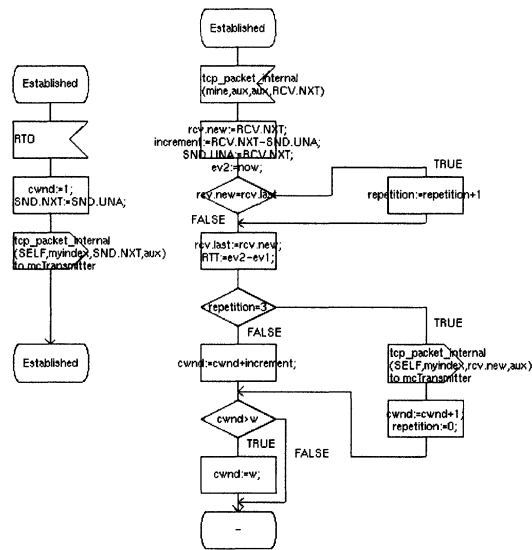 Established
RTO
cwnd:=1;
SND.NXT:=SND.UNA;
tcp_packet_internal
(SELF,myindex,SND.NXT,aux)
to mcTransmitter
Established
Established
tcp_packet_internal
(mine,aux,aux,RCV.NXT)
rcv.new:=RCV.NXT;
increment:=RCV.NXT-SND.UNA;
SND.UNA:=RCV.NXT;
ev2:=now;
rcv.new=rcv.last
TRUE
repetition:=repetition+1
FALSE
rcv.last:=rcv.new;
RTT:=ev2-ev1;
repetition=3
TRUE
FALSE
tcp_packet_internal
(SELF,myindex,rcv.new,aux)
to mcTransmitter
cwnd:=cwnd+increment;
cwnd:=cwnd+1;
repetition:=0;
cwnd>w
TRUE
FALSE
cwnd:=w;
-